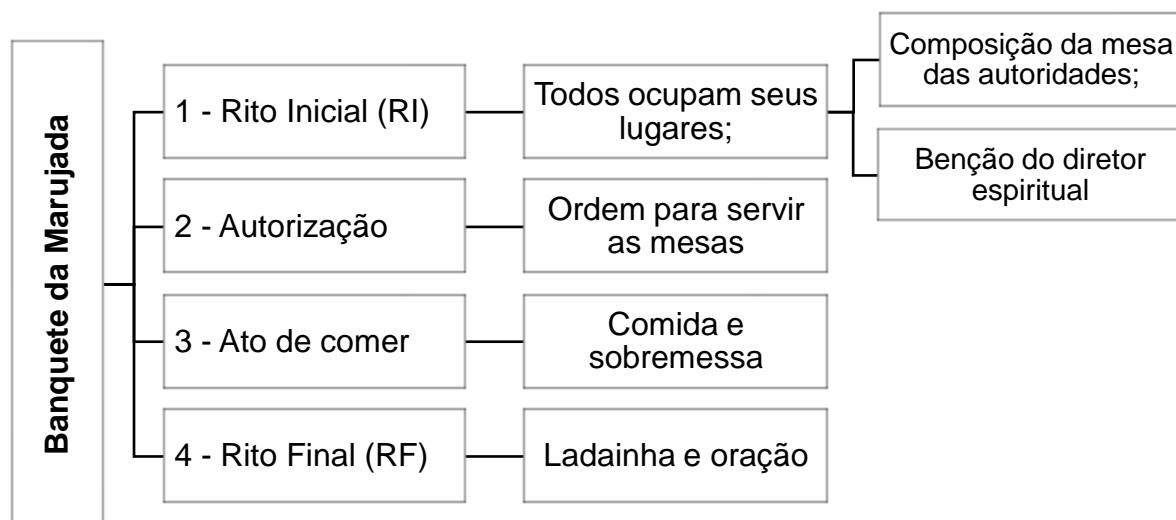 Banquete da Marujada
1 - Rito Inicial (RI)
Todos ocupam seus
lugares;
Composição da mesa
das autoridades;
Benção do diretor
espiritual
2 - Autorização
Ordem para servir
as mesas
3 - Ato de comer
Comida e
sobremessa
4 - Rito Final (RF)
Ladainha e oração